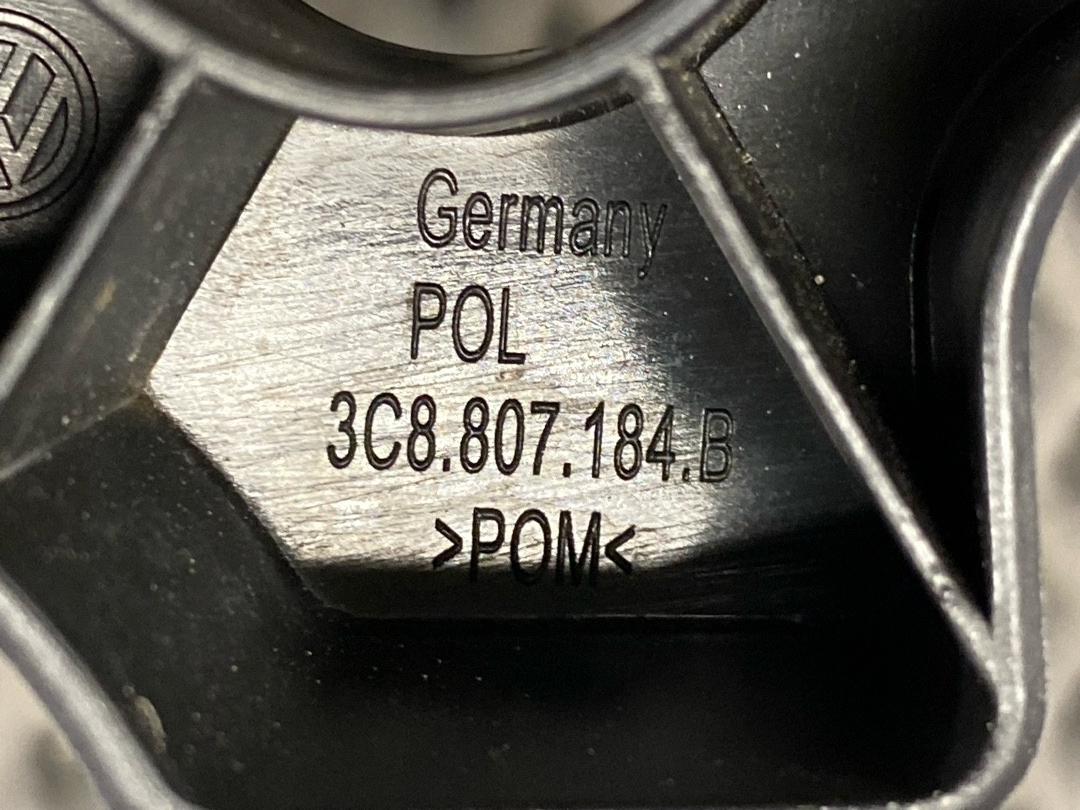 Germany
POL
3C8.807.184.B
>POM<